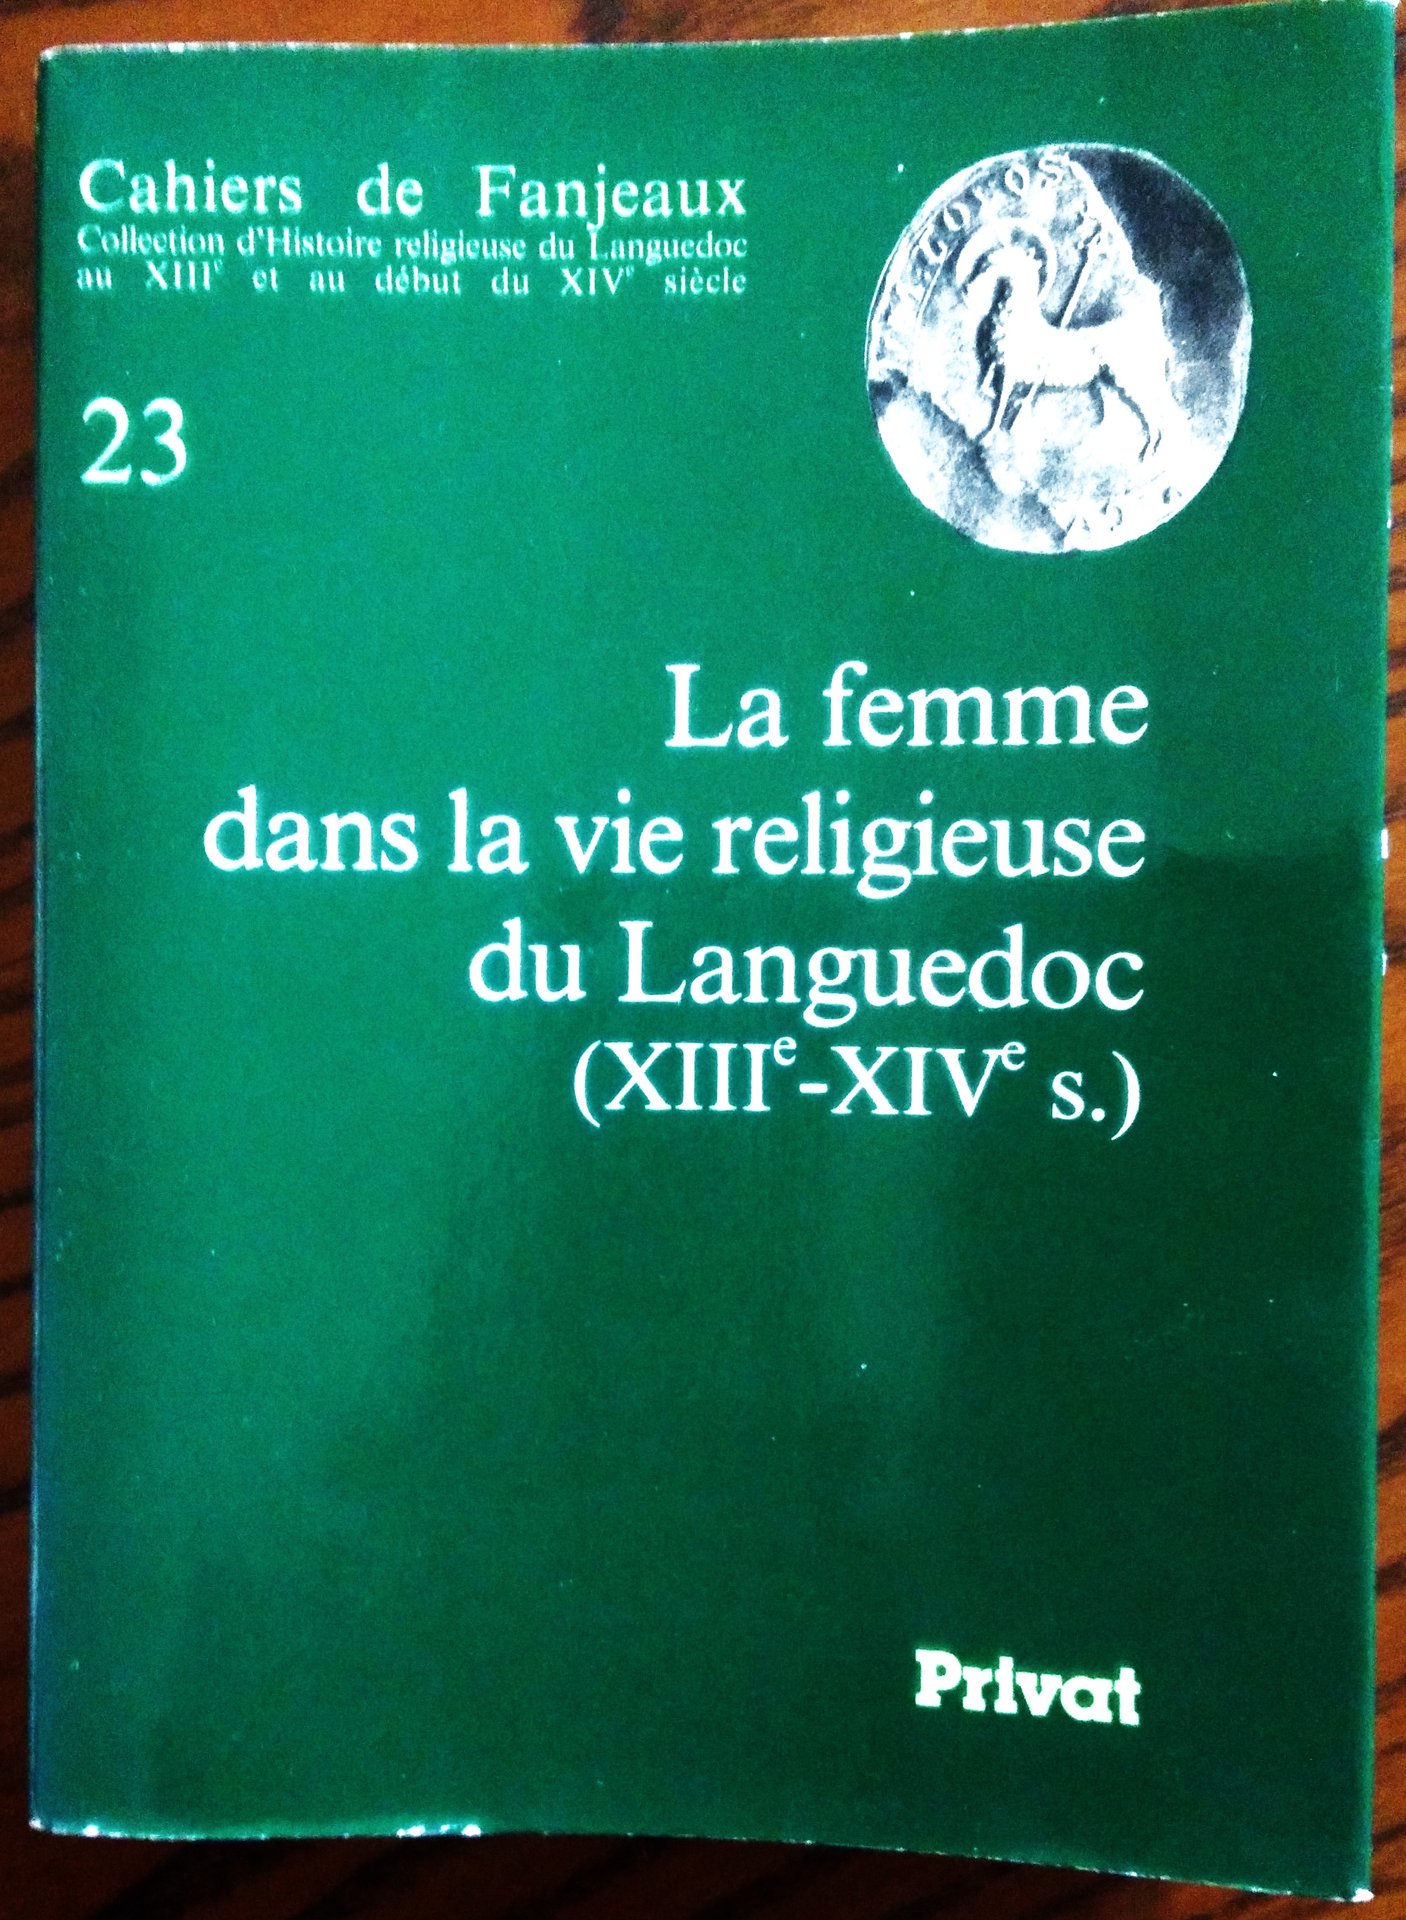 Cahiers de Fanjeaux
Collection d'Histoire religieuse du Languedoc
au XIIIe et au début du XIVe siècle
23
La femme
dans la vie religieuse
du Languedoc
(XIIIe-XIVe s.)
Privat